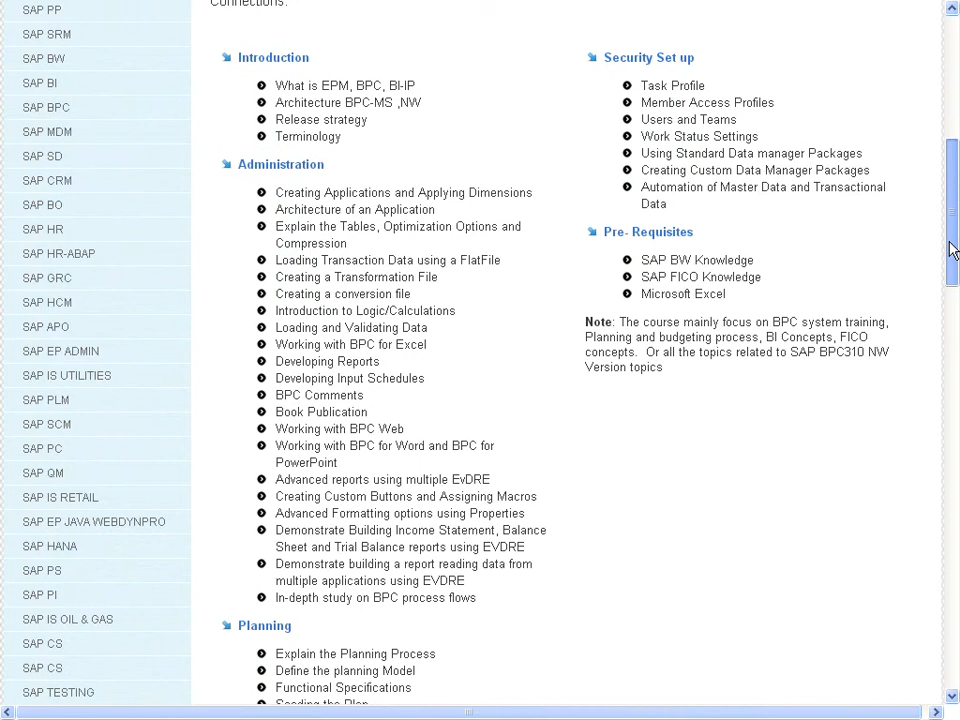 SAP PP
SAP SRM
SAP BW
SAP BI
SAP BPC
SAP MDM
SAP SD
SAP CRM
SAP BO
SAP HR
SAP HR-ABAP
SAP GRC
SAP HCM
SAP APO
SAP EP ADMIN
SAP IS UTILITIES
SAP PLM
SAP SCM
SAP PC
SAP QM
SAP IS RETAIL
SAP EP JAVA WEBDYNPRO
SAP HANA
SAP PS
SAP PI
SAP IS OIL & GAS
SAP CS
SAP CS
SAP TESTING
Connections.
Introduction
What is EPM, BPC, BI-IP
Architecture BPC-MS ,NW
Release strategy
Terminology
Administration
Creating Applications and Applying Dimensions
Architecture of an Application
Explain the Tables, Optimization Options and
Compression
Loading Transaction Data using a FlatFile
Creating a Transformation File
Creating a conversion file
Introduction to Logic/Calculations
Loading and Validating Data
Working with BPC for Excel
Developing Reports
Developing Input Schedules
BPC Comments
Book Publication
Working with BPC Web
Working with BPC for Word and BPC for
PowerPoint
Advanced reports using multiple EvDRE
Creating Custom Buttons and Assigning Macros
Advanced Formatting options using Properties
Demonstrate Building Income Statement, Balance
Sheet and Trial Balance reports using EVDRE
Demonstrate building a report reading data from
multiple applications using EVDRE
In-depth study on BPC process flows
Planning
Explain the Planning Process
Define the planning Model
Functional Specifications
Seeding the Plan
Security Set up
Task Profile
Member Access Profiles
Users and Teams
Work Status Settings
Using Standard Data manager Packages
Creating Custom Data Manager Packages
Automation of Master Data and Transactional
Data
Pre- Requisites
SAP BW Knowledge
SAP FICO Knowledge
Microsoft Excel
Note: The course mainly focus on BPC system training,
Planning and budgeting process, BI Concepts, FICO
concepts. Or all the topics related to SAP BPC310 NW
Version topics